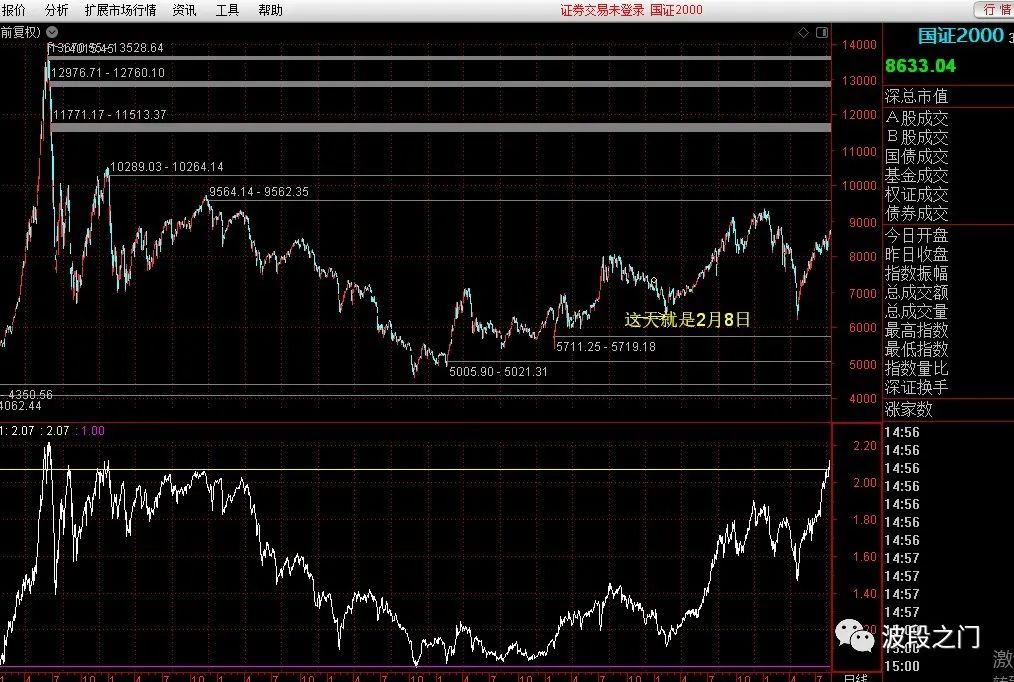 报价 分析 扩展市场行情 资讯 工具 帮助 证券交易未登录 国证2000 行情
前复权)
13528.64
12976.71 - 12760.10
11771.17 - 11513.37
10289.03 - 10264.14
9564.14 - 9562.35
这天就是2月8日
5711.25 - 5719.18
5005.90 - 5021.31
4350.56
4062.44
14000
13000
12000
11000
10000
9000
8000
7000
6000
5000
4000
国证2000
8633.04
深总市值
A股成交
B股成交
国债成交
基金成交
权证成交
债券成交
今日开盘
昨日收盘
指数振幅
总成交额
总成交量
最高指数
最低指数
指数量比
深证换手
涨家数
1: 2.07 : 2.07 : 1.00
2.20
2.00
1.80
1.60
1.40
14:56
14:56
14:56
14:56
14:56
14:56
14:56
14:57
14:57
14:57
14:57
15:00
15:00
波段之门
激
日线